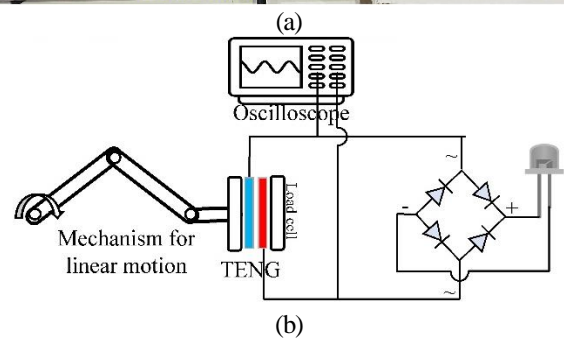 (a)
Oscilloscope
~
Load cell
- +
Mechanism for
linear motion
TENG
~
(b)